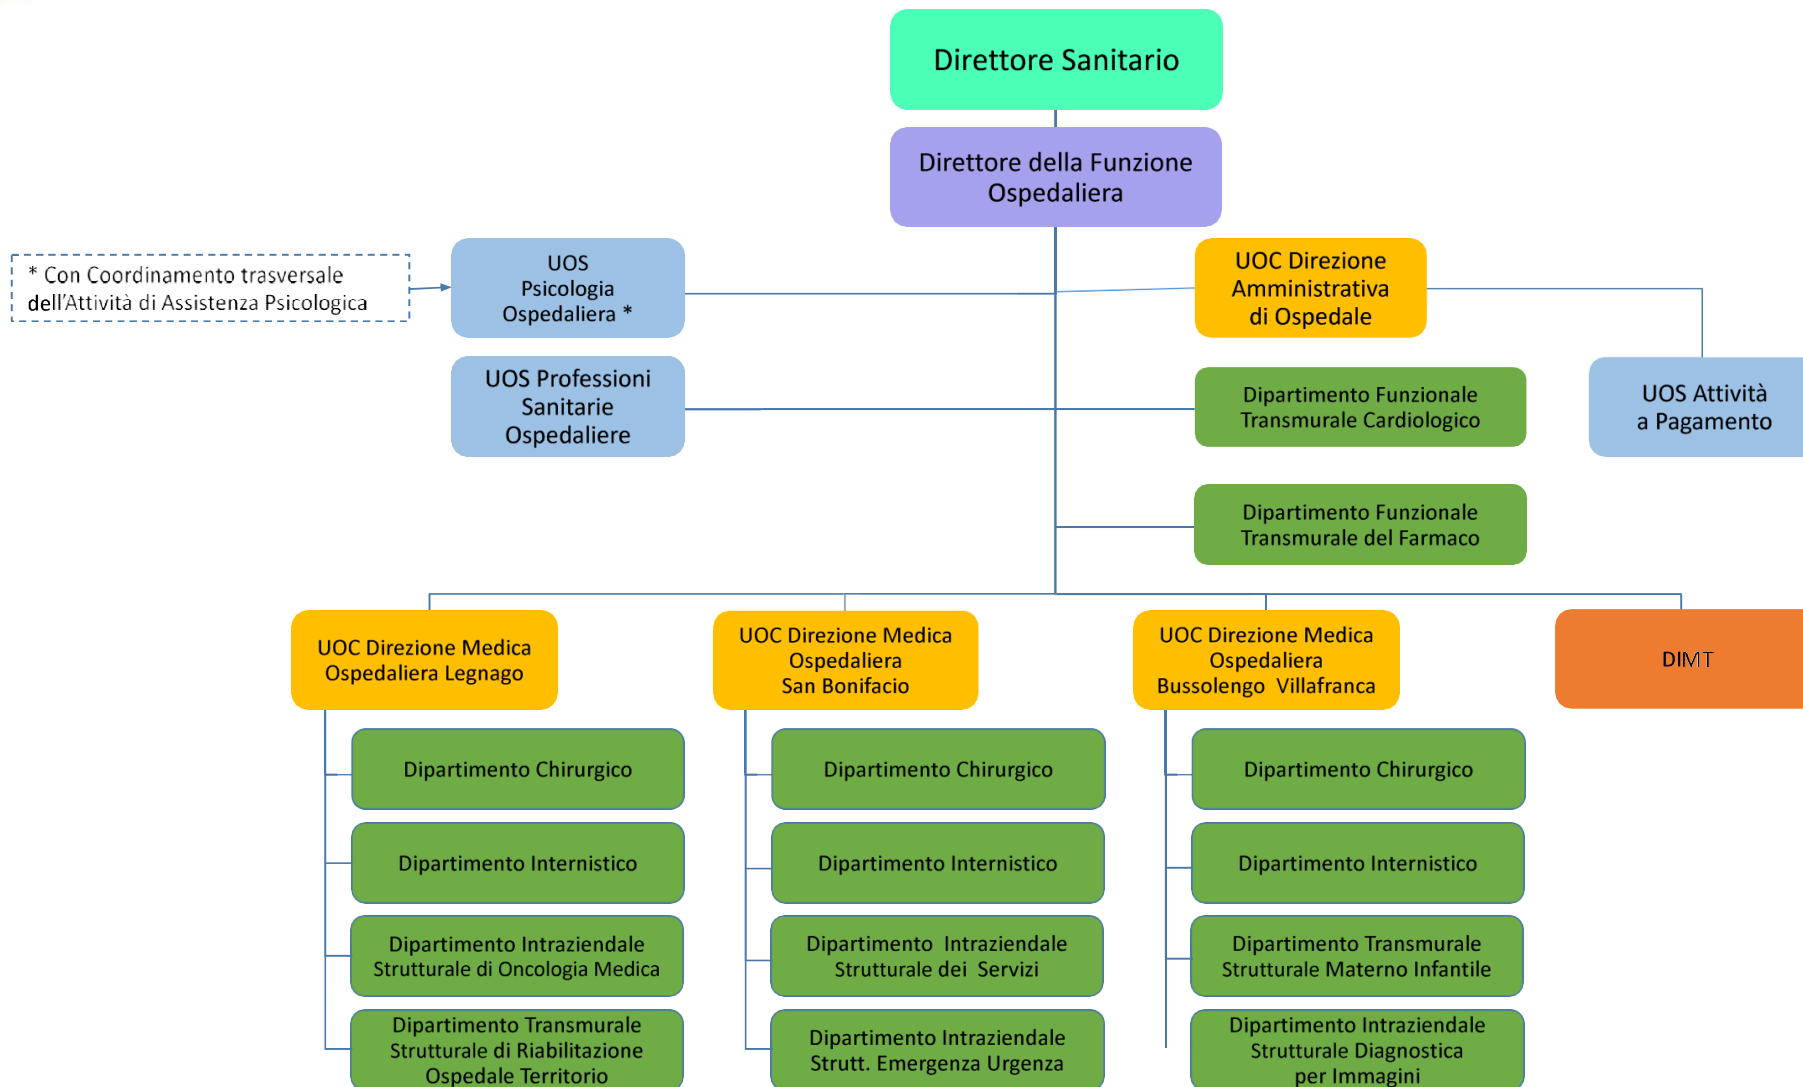 Direttore Sanitario
Direttore della Funzione
Ospedaliera
* Con Coordinamento trasversale
dell'Attività di Assistenza Psicologica
UOS
Psicologia
Ospedaliera *
UOC Direzione
Amministrativa
di Ospedale
UOS Professioni
Sanitarie
Ospedaliere
Dipartimento Funzionale
Transmurale Cardiologico
UOS Attività
a Pagamento
Dipartimento Funzionale
Transmurale del Farmaco
UOC Direzione Medica
Ospedaliera Legnago
UOC Direzione Medica
Ospedaliera
San Bonifacio
UOC Direzione Medica
Ospedaliera
Bussolengo Villafranca
DIMT
Dipartimento Chirurgico
Dipartimento Chirurgico
Dipartimento Chirurgico
Dipartimento Internistico
Dipartimento Internistico
Dipartimento Internistico
Dipartimento Intraziendale
Strutturale di Oncologia Medica
Dipartimento Intraziendale
Strutturale dei Servizi
Dipartimento Transmurale
Strutturale Materno Infantile
Dipartimento Transmurale
Strutturale di Riabilitazione
Ospedale Territorio
Dipartimento Intraziendale
Strutt. Emergenza Urgenza
Dipartimento Intraziendale
Strutturale Diagnostica
per Immagini